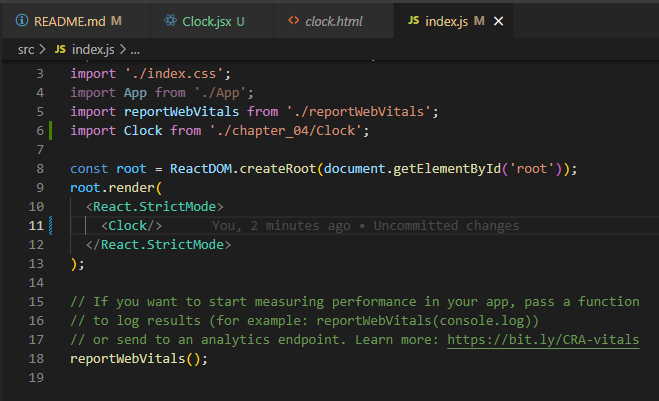 README.md M
Clock.jsx U
clock.html
JS index.js M
src > JS index.js > ...
3 import './index.css';
4 import App from './App';
5 import reportWebVitals from './reportWebVitals';
6 import Clock from './chapter_04/Clock';
7
8 const root = ReactDOM.createRoot(document.getElementById('root'));
9 root.render(
10 <React.StrictMode>
11 <Clock/> You, 2 minutes ago • Uncommitted changes
12 </React.StrictMode>
13 );
14
15 // If you want to start measuring performance in your app, pass a function
16 // to log results (for example: reportWebVitals(console.log))
17 // or send to an analytics endpoint. Learn more: https://bit.ly/CRA-vitals
18 reportWebVitals();
19